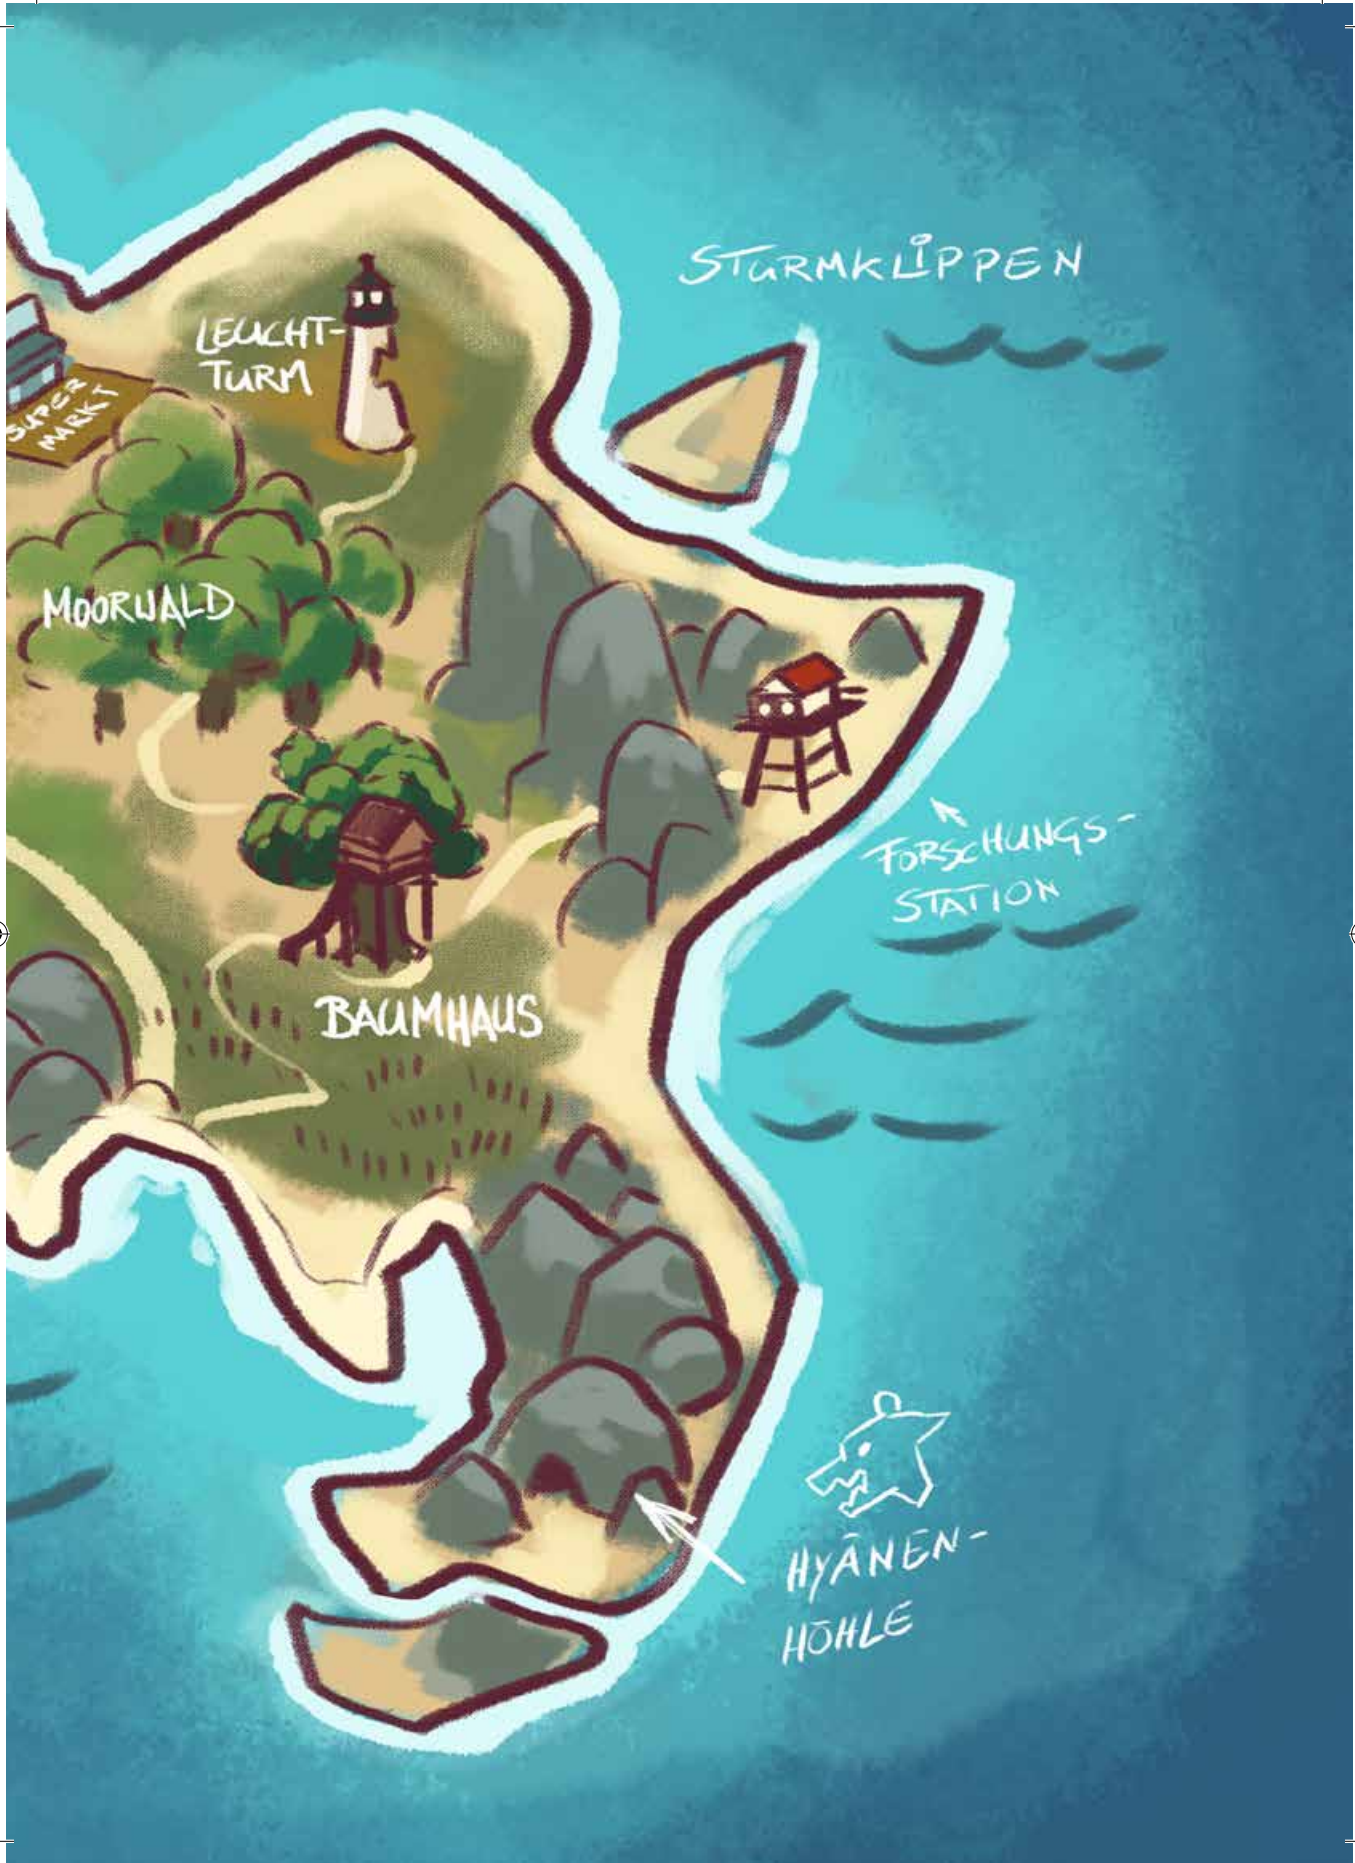 STURMKLIPPEN
LEUCHT-
TURM
SUPER
MARKT
MOORWALD
FORSCHUNGS-
STATION
BAUMHAUS
HYÄNEN-
HÖHLE